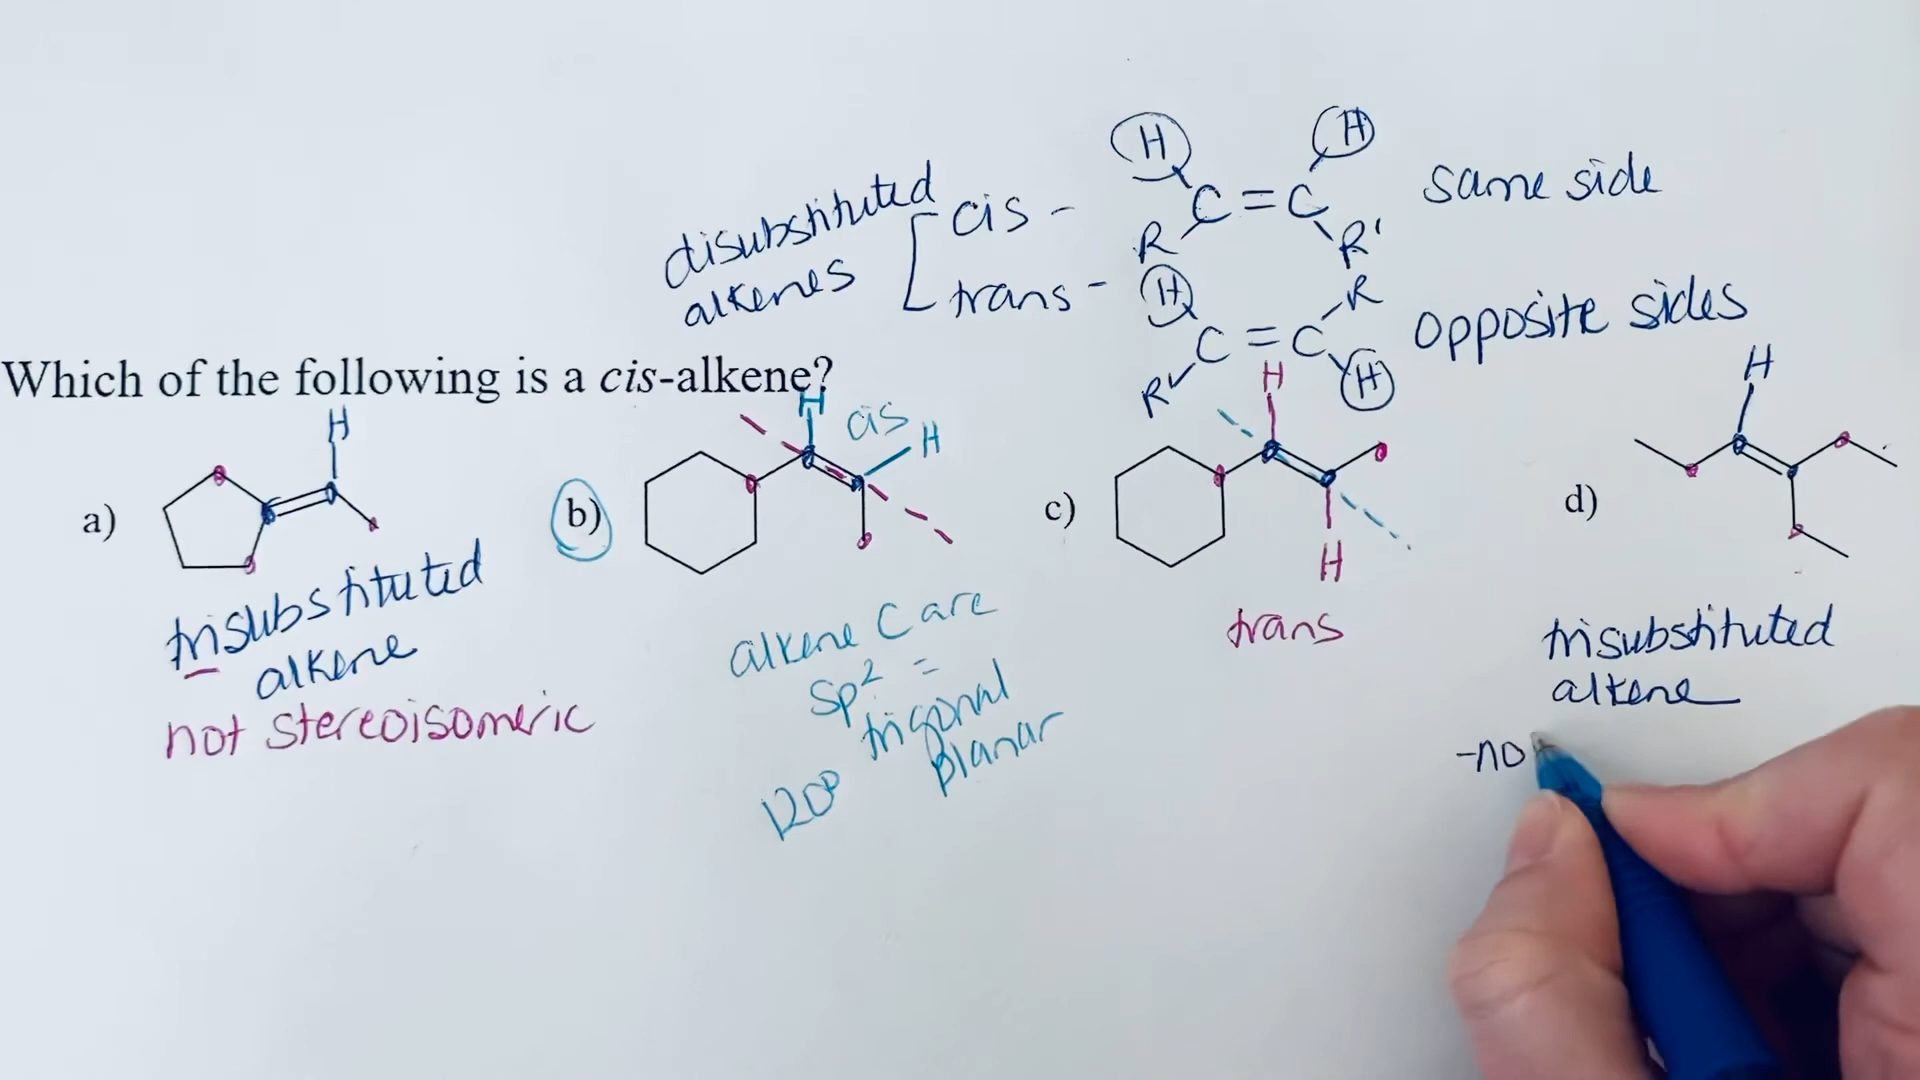 H H
disubstituted cis - C = C same side
alkenes R R'
trans - H R
C = C opposite sides
R H
Which of the following is a cis-alkene?
H H cis H H H
a) b) c) d)
H
trisubstituted alkene C are trans trisubstituted
alkene sp² = alkene
not stereoisomeric trigonal -no
120° planar